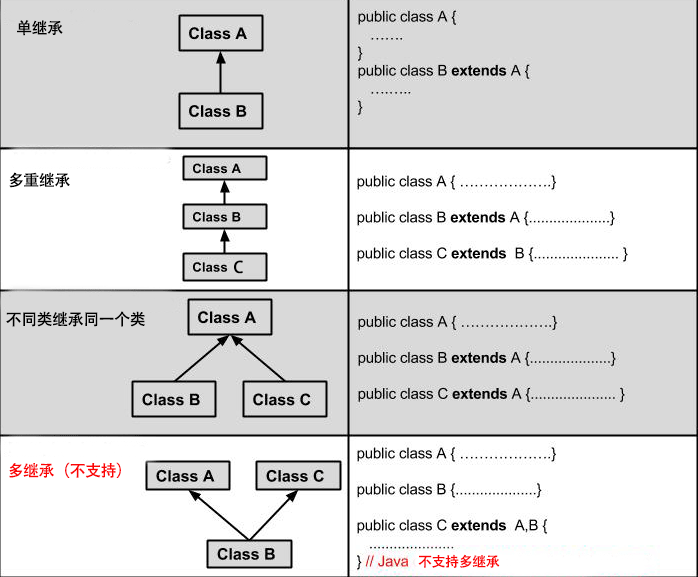 单继承
Class A
Class B
public class A {
.......
}
public class B extends A {
........
}
多重继承
Class A
Class B
Class C
public class A { ...................}
public class B extends A {....................}
public class C extends B {..................... }
不同类继承同一个类
Class A
Class B
Class C
public class A { ...................}
public class B extends A {....................}
public class C extends A {..................... }
多继承（不支持）
Class A
Class C
Class B
public class A { ...................}
public class B {....................}
public class C extends A,B {
.....................
} // Java 不支持多继承